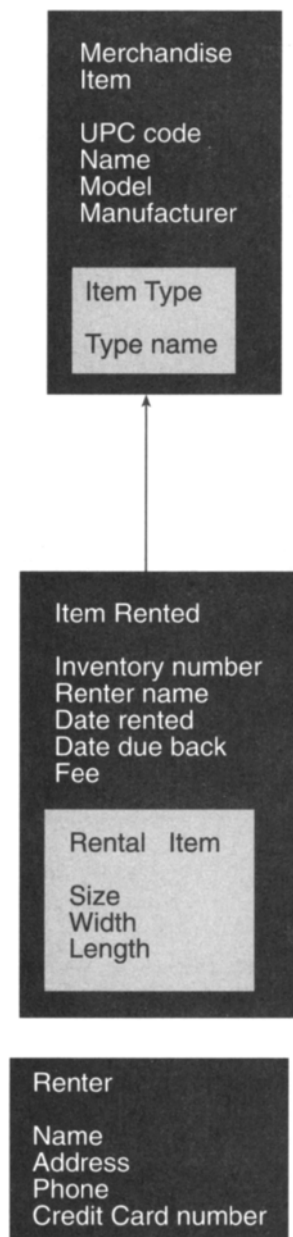 Merchandise
Item
UPC code
Name
Model
Manufacturer
Item Type
Type name
Item Rented
Inventory number
Renter name
Date rented
Date due back
Fee
Rental Item
Size
Width
Length
Renter
Name
Address
Phone
Credit Card number